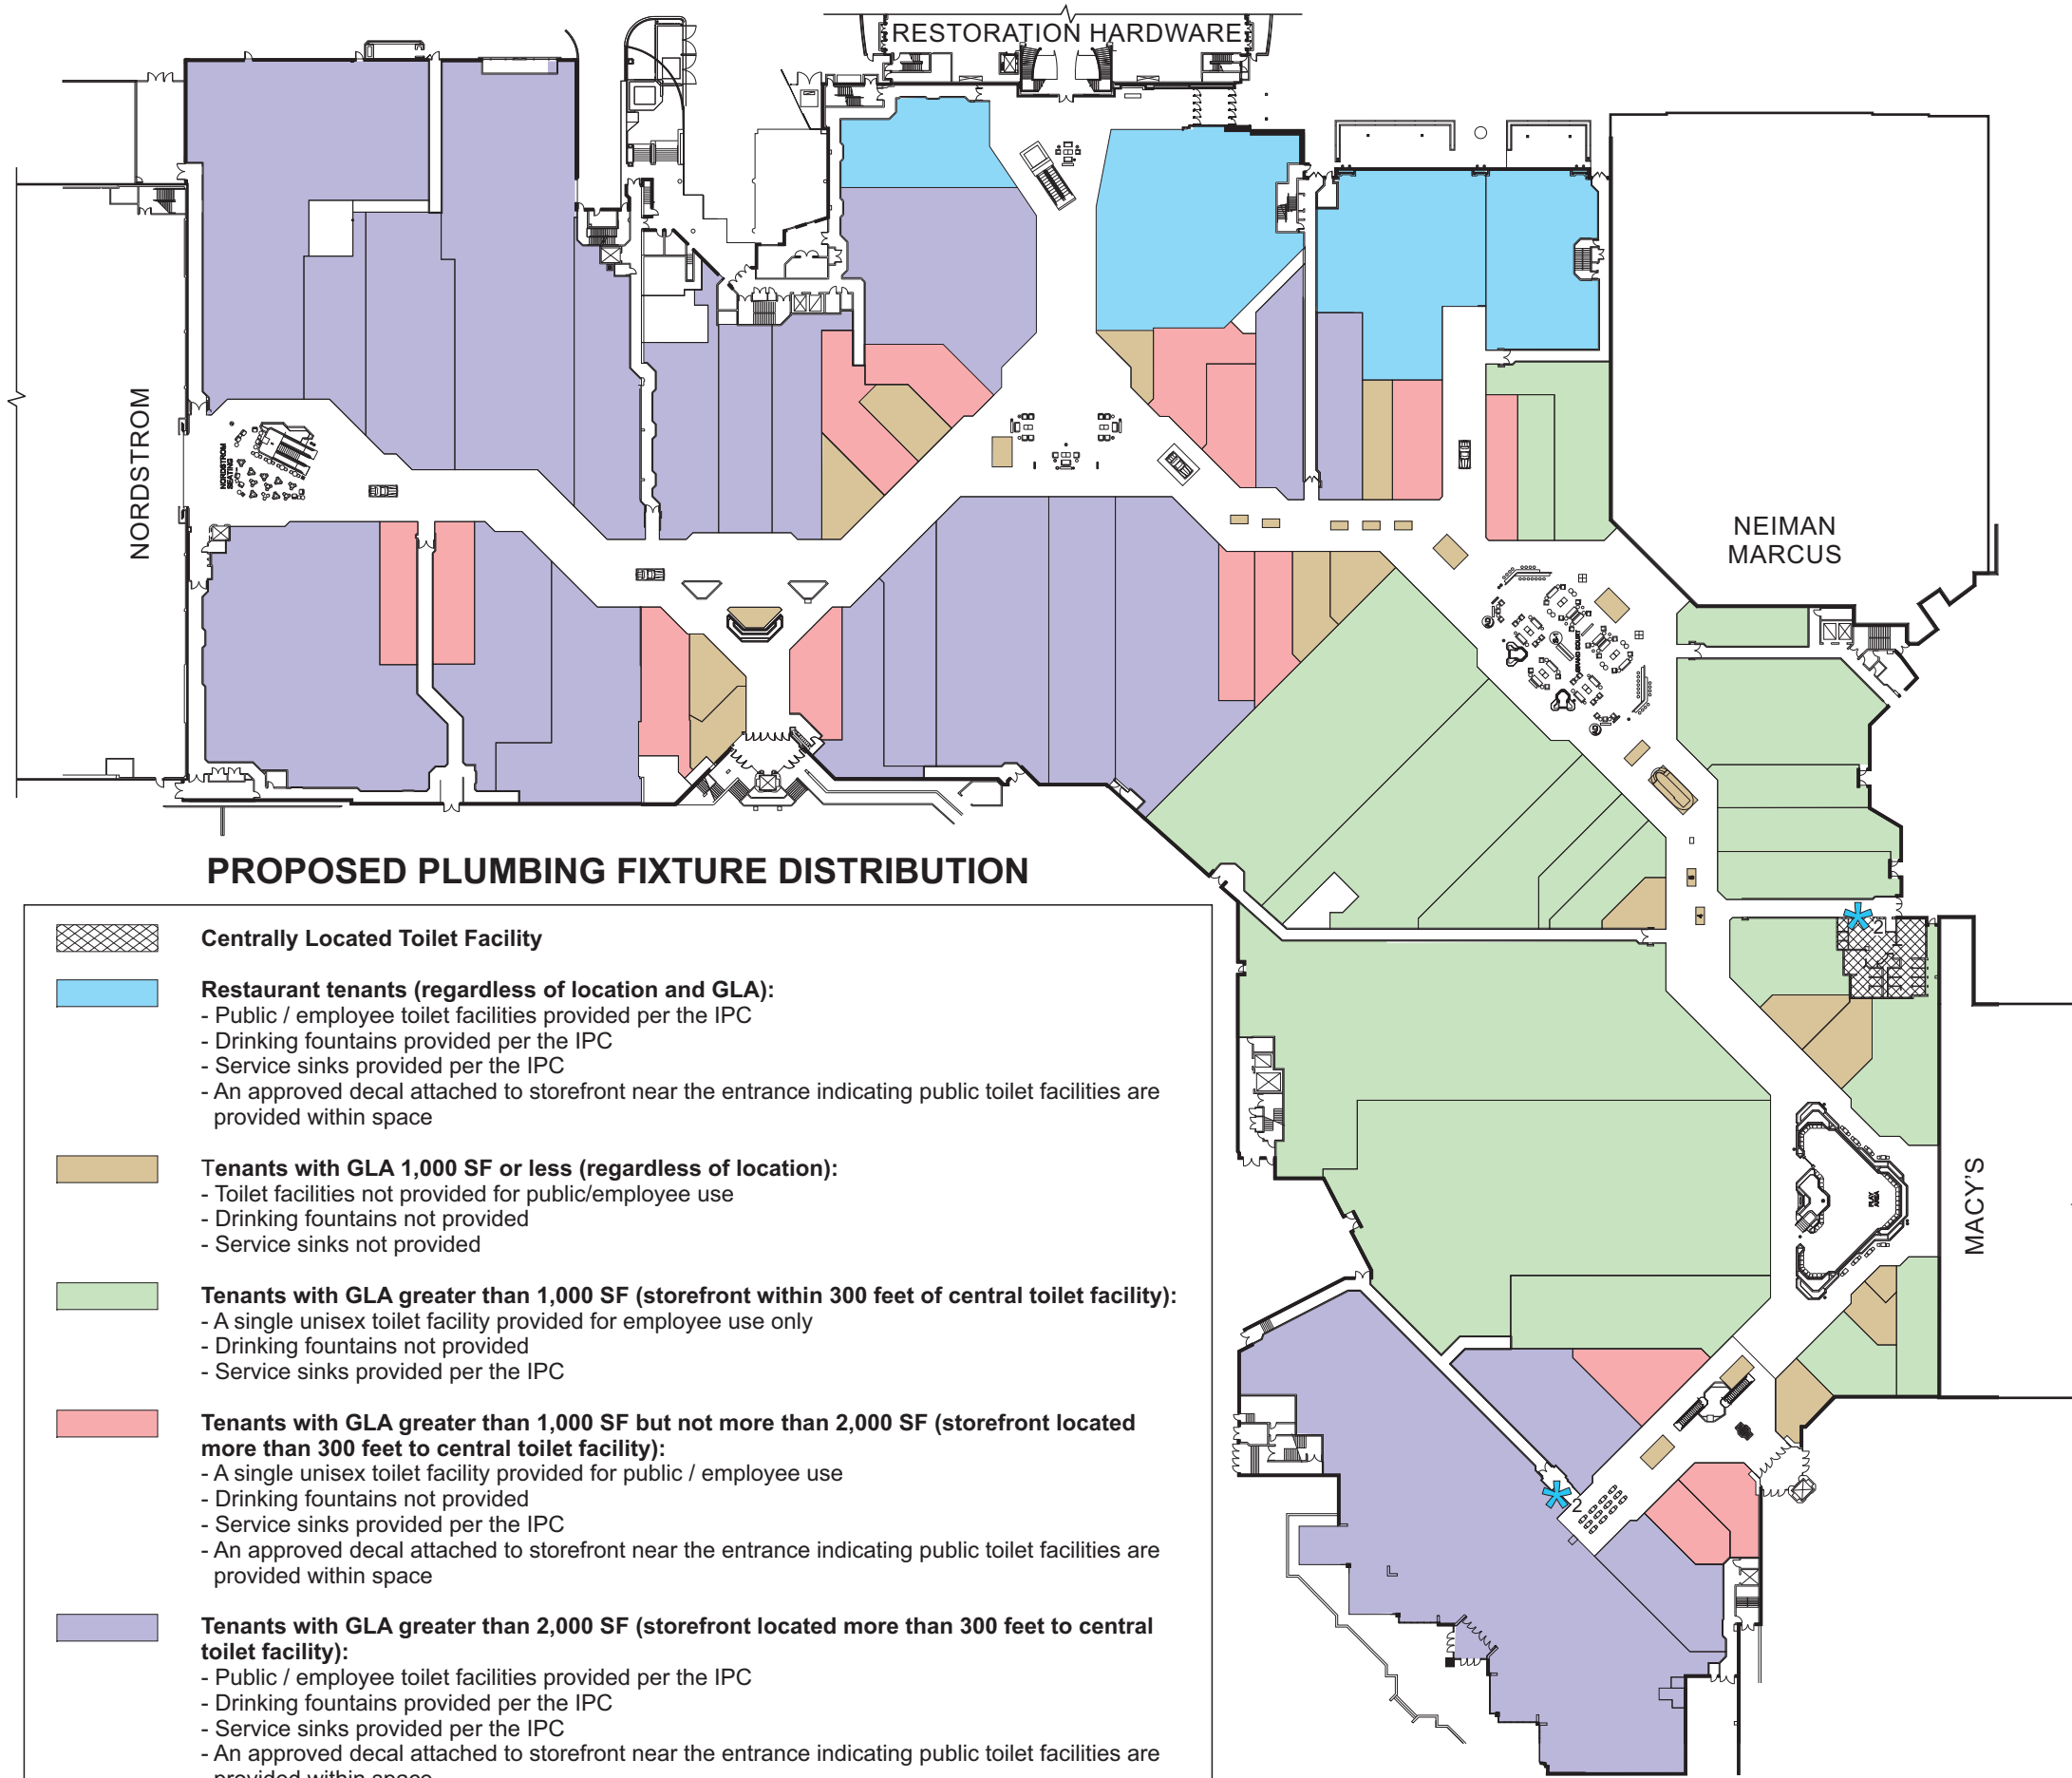 RESTORATION HARDWARE
NORDSTROM
NORDSTROM
SEATING
NEIMAN
MARCUS
GRAND COURT
PROPOSED PLUMBING FIXTURE DISTRIBUTION
Centrally Located Toilet Facility
Restaurant tenants (regardless of location and GLA):
- Public / employee toilet facilities provided per the IPC
- Drinking fountains provided per the IPC
- Service sinks provided per the IPC
- An approved decal attached to storefront near the entrance indicating public toilet facilities are
provided within space
Tenants with GLA 1,000 SF or less (regardless of location):
- Toilet facilities not provided for public/employee use
- Drinking fountains not provided
- Service sinks not provided
Tenants with GLA greater than 1,000 SF (storefront within 300 feet of central toilet facility):
- A single unisex toilet facility provided for employee use only
- Drinking fountains not provided
- Service sinks provided per the IPC
Tenants with GLA greater than 1,000 SF but not more than 2,000 SF (storefront located
more than 300 feet to central toilet facility):
- A single unisex toilet facility provided for public / employee use
- Drinking fountains not provided
- Service sinks provided per the IPC
- An approved decal attached to storefront near the entrance indicating public toilet facilities are
provided within space
Tenants with GLA greater than 2,000 SF (storefront located more than 300 feet to central
toilet facility):
- Public / employee toilet facilities provided per the IPC
- Drinking fountains provided per the IPC
- Service sinks provided per the IPC
- An approved decal attached to storefront near the entrance indicating public toilet facilities are
provided within space
4
2
MACY'S
PLAY
AREA
2